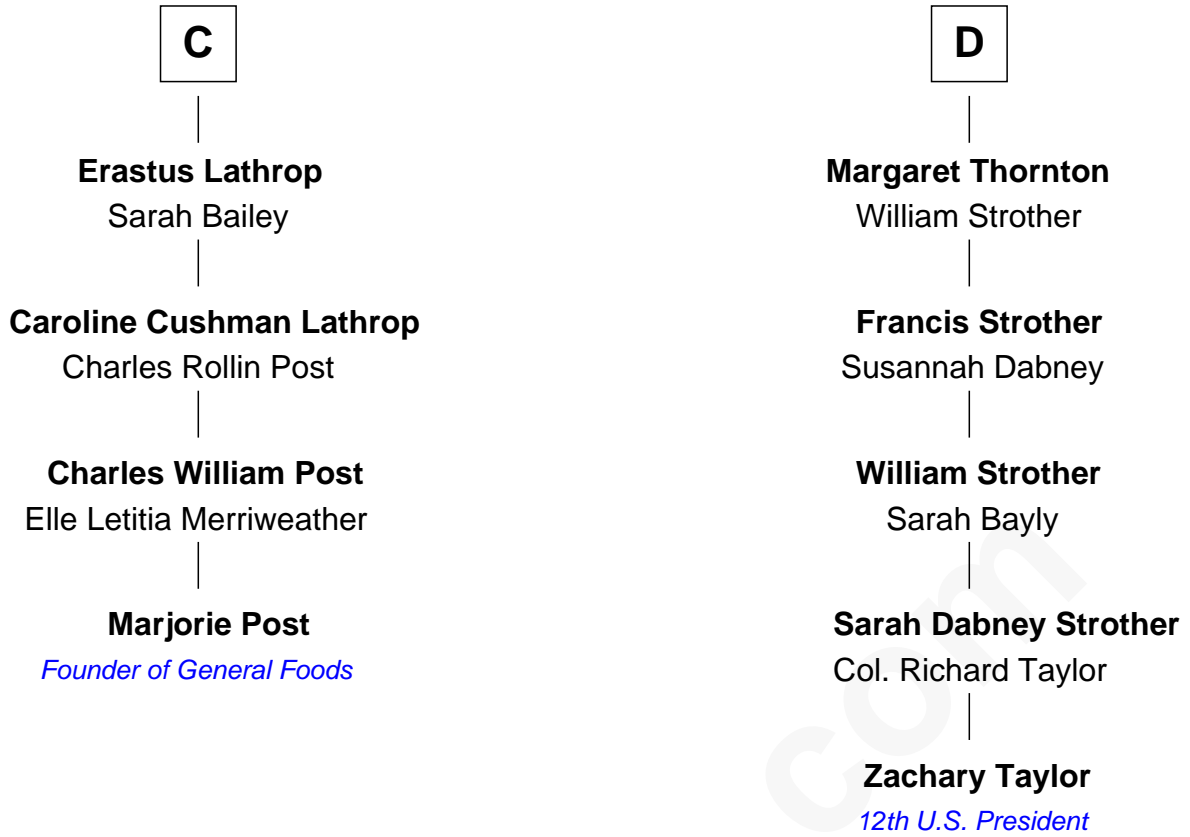 C
Erastus Lathrop
Sarah Bailey
Caroline Cushman Lathrop
Charles Rollin Post
Charles William Post
Elle Letitia Merriweather
Marjorie Post
Founder of General Foods
D
Margaret Thornton
William Strother
Francis Strother
Susannah Dabney
William Strother
Sarah Bayly
Sarah Dabney Strother
Col. Richard Taylor
Zachary Taylor
12th U.S. President
com